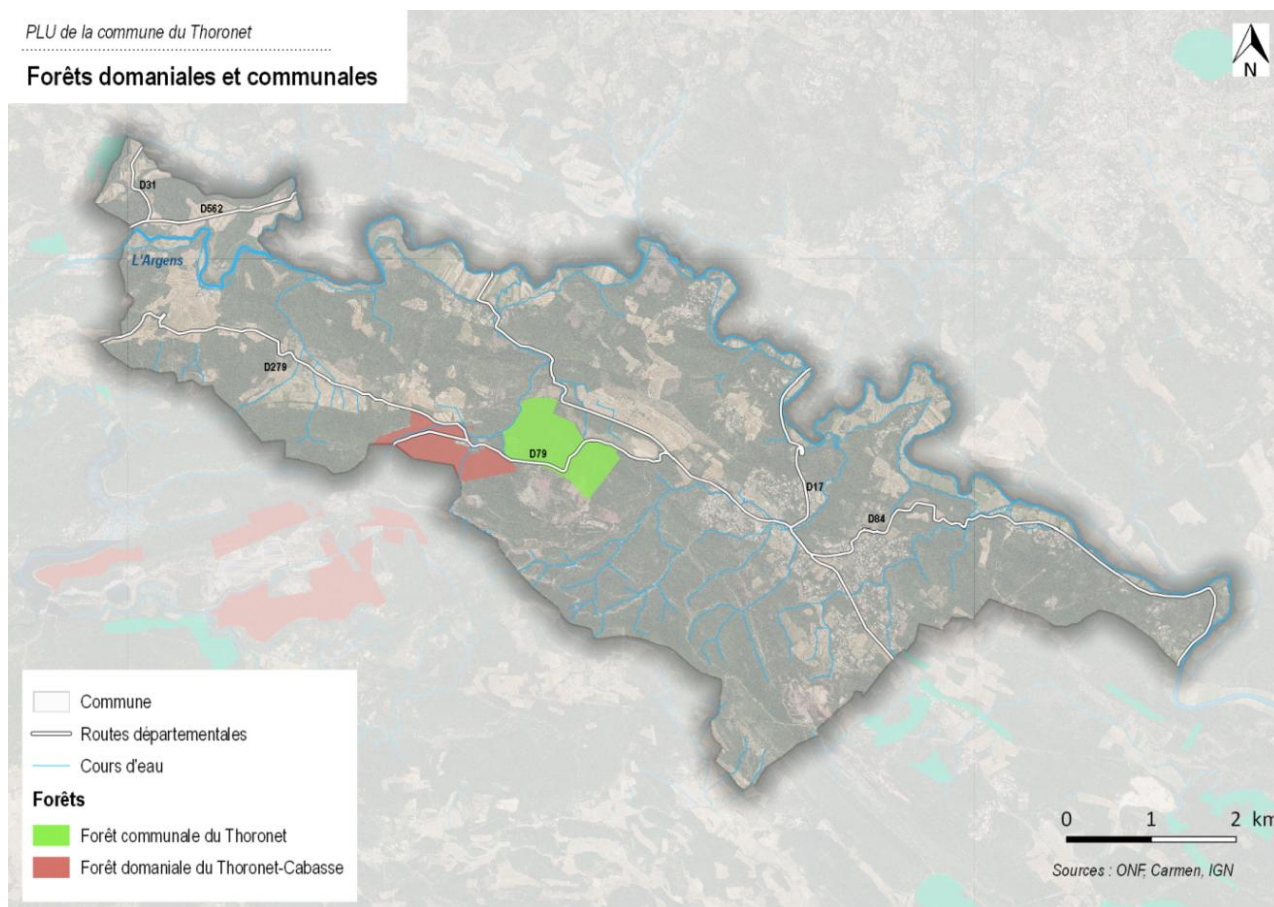 PLU de la commune du Thoronet
Forêts domaniales et communales
N
D31
D562
L'Argens
D279
D79
D17
D84
Commune
Routes départementales
Cours d'eau
Forêts
Forêt communale du Thoronet
Forêt domaniale du Thoronet-Cabasse
0 1 2 km
Sources : ONF, Carmen, IGN